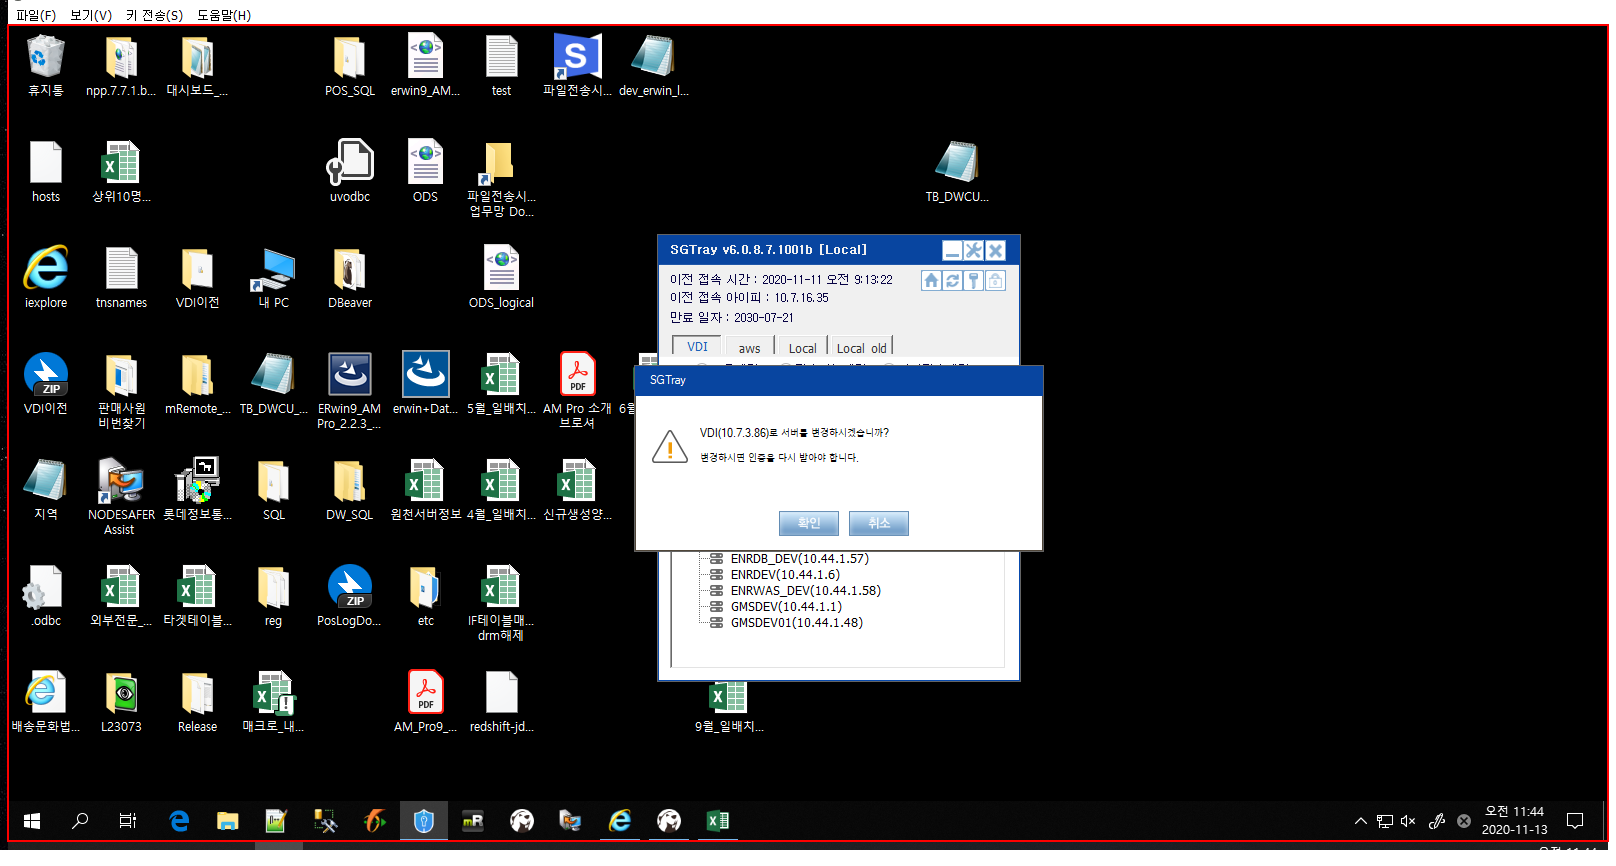 파일(F) 보기(V) 키 전송(S) 도움말(H)
휴지통
npp.7.7.1.b...
대시보드_...
POS_SQL
erwin9_AM...
test
파일전송시...
dev_erwin_l...
hosts
상위10명...
uvodbc
ODS
파일전송시...
업무망 Do...
TB_DWCU...
iexplore
tnsnames
VDI이전
내 PC
DBeaver
ODS_logical
VDI이전
판매사원
비번찾기
mRemote_...
TB_DWCU_...
ERwin9_AM
Pro_2.2.3_...
erwin+Dat...
5월_일배치...
AM Pro 소개
브로셔
지역
NODESAFER
Assist
롯데정보통...
SQL
DW_SQL
원천서버정보
4월_일배치...
신규생성양...
.odbc
외부전문_...
타겟테이블...
reg
PosLogDo...
etc
IF테이블매...
drm해제
배송문화법...
L23073
Release
매크로_내...
AM_Pro9_...
redshift-jd...
9월_일배치...
SGTray v6.0.8.7.1001b [Local]
이전 접속 시간 : 2020-11-11 오전 9:13:22
이전 접속 아이피 : 10.7.16.35
만료 일자 : 2030-07-21
VDI aws Local Local_old
SGTray
VDI(10.7.3.86)로 서버를 변경하시겠습니까?
변경하시면 인증을 다시 받아야 합니다.
확인 취소
ENRDB_DEV(10.44.1.57)
ENRDEV(10.44.1.6)
ENRWAS_DEV(10.44.1.58)
GMSDEV(10.44.1.1)
GMSDEV01(10.44.1.48)
오전 11:44
2020-11-13